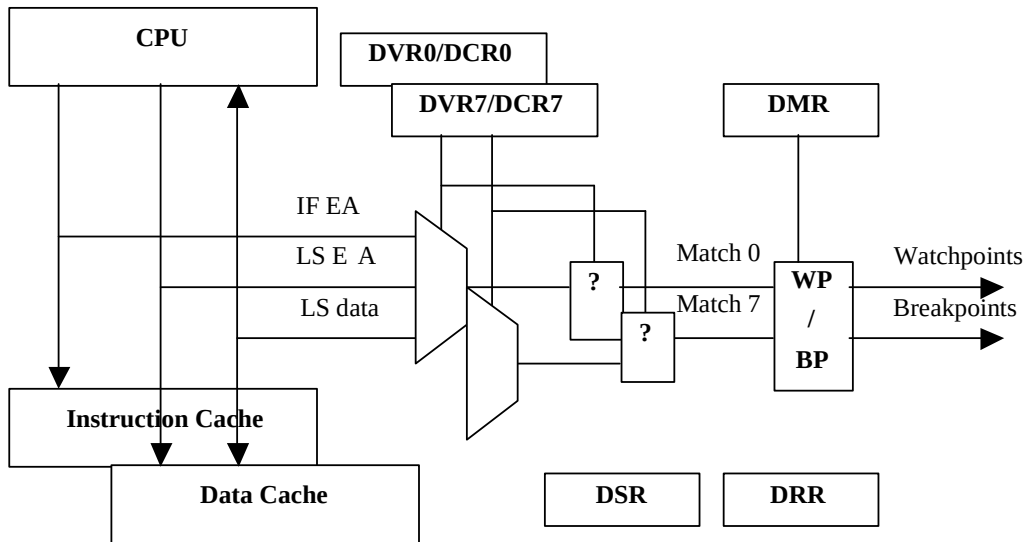 CPU
DVR0/DCR0
DVR7/DCR7
DMR
IF EA
LS E A
LS data
?
?
Match 0
Match 7
WP
/
BP
Watchpoints
Breakpoints
Instruction Cache
Data Cache
DSR
DRR